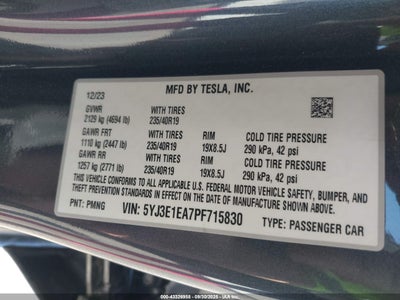 MFD BY TESLA, INC.
12/23
GVWR WITH TIRES
2129 kg (4694 lb) 235/40R19
GAWR FRT WITH TIRES RIM COLD TIRE PRESSURE
1110 kg (2447 lb) 235/40R19 19X8.5J 290 kPa, 42 psi
GAWR RR WITH TIRES RIM COLD TIRE PRESSURE
1257 kg (2771 lb) 235/40R19 19X8.5J 290 kPa, 42 psi
THIS VEHICLE CONFORMS TO ALL APPLICABLE U.S. FEDERAL MOTOR VEHICLE SAFETY, BUMPER, AND
THEFT PREVENTION STANDARDS IN EFFECT ON THE DATE OF MANUFACTURE SHOWN ABOVE.
PNT: PMNG VIN: 5YJ3E1EA7PF715830 TYPE: PASSENGER CAR